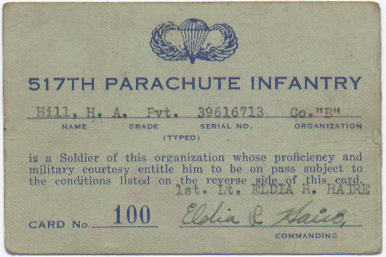 517TH PARACHUTE INFANTRY
Hill, H. A. Pvt. 39616713 Co."B"
NAME GRADE SERIAL NO. ORGANIZATION
(TYPED)
is a Soldier of this organization whose proficiency and
military courtesy entitle him to be on pass subject to
the conditions listed on the reverse side of this card.
1st. Lt. ELDIA R. HAIRE
CARD No. 100 Eldia R Haire
COMMANDING